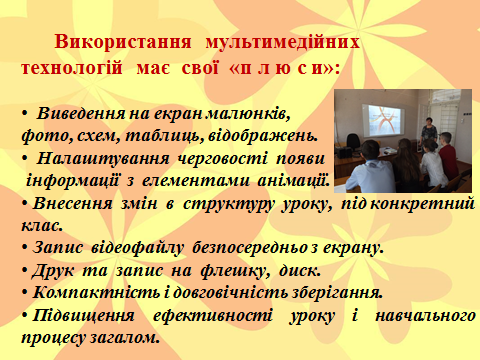 Використання мультимедійних
технологій має свої «п л ю с и»:
• Виведення на екран малюнків,
фото, схем, таблиць, відображень.
• Налаштування черговості появи
інформації з елементами анімації.
• Внесення змін в структуру уроку, під конкретний
клас.
• Запис відеофайлу безпосередньо з екрану.
• Друк та запис на флешку, диск.
• Компактність і довговічність зберігання.
• Підвищення ефективності уроку і навчального
процесу загалом.